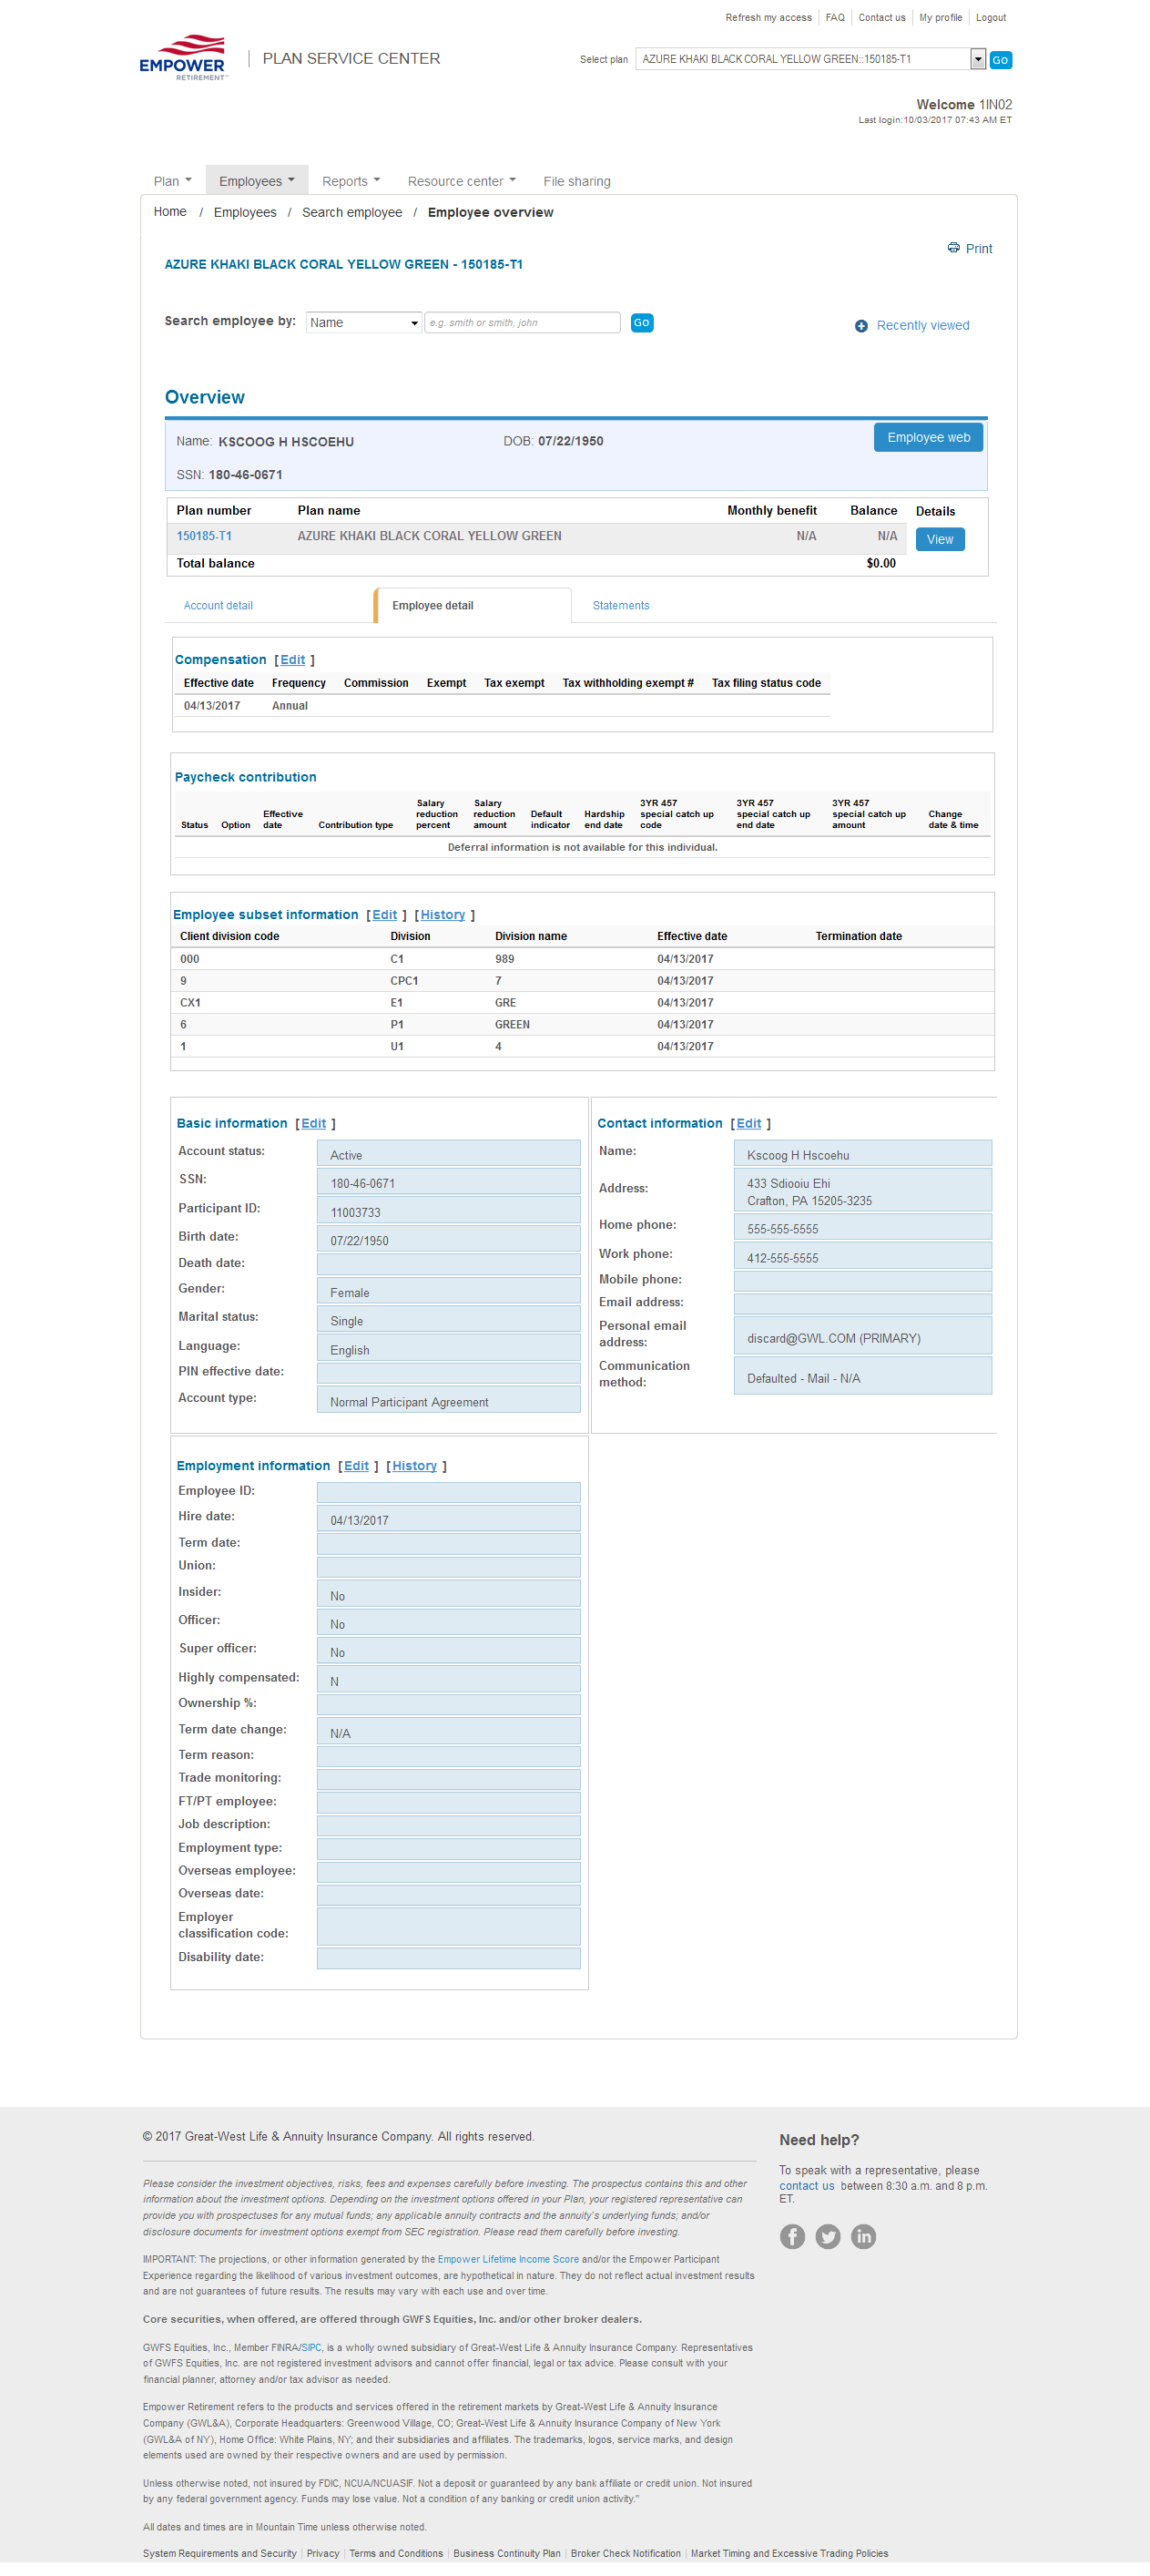 Refresh my access | FAQ | Contact us | My profile | Logout
EMPOWER
RETIREMENT™
PLAN SERVICE CENTER
Select plan AZURE KHAKI BLACK CORAL YELLOW GREEN::150185-T1 Go
Welcome 1IN02
Last login:10/03/2017 07:43 AM ET
Plan Employees Reports Resource center File sharing
Home / Employees / Search employee / Employee overview
Print
AZURE KHAKI BLACK CORAL YELLOW GREEN - 150185-T1
Search employee by: Name e.g. smith or smith, john Go
Recently viewed
Overview
Name: KSCOOG H HSCOEHU DOB: 07/22/1950 Employee web
SSN: 180-46-0671
Plan number Plan name Monthly benefit Balance Details
150185-T1 AZURE KHAKI BLACK CORAL YELLOW GREEN N/A N/A View
Total balance $0.00
Account detail Employee detail Statements
Compensation [Edit ]
Effective date Frequency Commission Exempt Tax exempt Tax withholding exempt # Tax filing status code
04/13/2017 Annual
Paycheck contribution
Status Option Effective date Contribution type Salary reduction percent Salary reduction amount Default indicator Hardship end date 3YR 457 special catch up code 3YR 457 special catch up end date 3YR 457 special catch up amount Change date & time
Deferral information is not available for this individual.
Employee subset information [Edit ] [History ]
Client division code Division Division name Effective date Termination date
000 C1 989 04/13/2017
9 CPC1 7 04/13/2017
CX1 E1 GRE 04/13/2017
6 P1 GREEN 04/13/2017
1 U1 4 04/13/2017
Basic information [Edit ]
Account status: Active
SSN: 180-46-0671
Participant ID: 11003733
Birth date: 07/22/1950
Death date:
Gender: Female
Marital status: Single
Language: English
PIN effective date:
Account type: Normal Participant Agreement
Contact information [Edit ]
Name: Kscoog H Hscoehu
Address: 433 Sdiooiu Ehi
Crafton, PA 15205-3235
Home phone: 555-555-5555
Work phone: 412-555-5555
Mobile phone:
Email address:
Personal email address: discard@GWL.COM (PRIMARY)
Communication method: Defaulted - Mail - N/A
Employment information [Edit ] [History ]
Employee ID:
Hire date: 04/13/2017
Term date:
Union:
Insider: No
Officer: No
Super officer: No
Highly compensated: N
Ownership %:
Term date change: N/A
Term reason:
Trade monitoring:
FT/PT employee:
Job description:
Employment type:
Overseas employee:
Overseas date:
Employer
classification code:
Disability date:
© 2017 Great-West Life & Annuity Insurance Company. All rights reserved.
Please consider the investment objectives, risks, fees and expenses carefully before investing. The prospectus contains this and other
information about the investment options. Depending on the investment options offered in your Plan, your registered representative can
provide you with prospectuses for any mutual funds; any applicable annuity contracts and the annuity's underlying funds; and/or
disclosure documents for investment options exempt from SEC registration. Please read them carefully before investing.
IMPORTANT: The projections, or other information generated by the Empower Lifetime Income Score and/or the Empower Participant
Experience regarding the likelihood of various investment outcomes, are hypothetical in nature. They do not reflect actual investment results
and are not guarantees of future results. The results may vary with each use and over time.
Core securities, when offered, are offered through GWFS Equities, Inc. and/or other broker dealers.
GWFS Equities, Inc., Member FINRA/SIPC, is a wholly owned subsidiary of Great-West Life & Annuity Insurance Company. Representatives
of GWFS Equities, Inc. are not registered investment advisors and cannot offer financial, legal or tax advice. Please consult with your
financial planner, attorney and/or tax advisor as needed.
Empower Retirement refers to the products and services offered in the retirement markets by Great-West Life & Annuity Insurance
Company (GWL&A), Corporate Headquarters: Greenwood Village, CO; Great-West Life & Annuity Insurance Company of New York
(GWL&A of NY), Home Office: White Plains, NY; and their subsidiaries and affiliates. The trademarks, logos, service marks, and design
elements used are owned by their respective owners and are used by permission.
Unless otherwise noted, not insured by FDIC, NCUA/NCUASIF. Not a deposit or guaranteed by any bank affiliate or credit union. Not insured
by any federal government agency. Funds may lose value. Not a condition of any banking or credit union activity."
All dates and times are in Mountain Time unless otherwise noted.
System Requirements and Security | Privacy | Terms and Conditions | Business Continuity Plan | Broker Check Notification | Market Timing and Excessive Trading Policies
Need help?
To speak with a representative, please
contact us between 8:30 a.m. and 8 p.m.
ET.